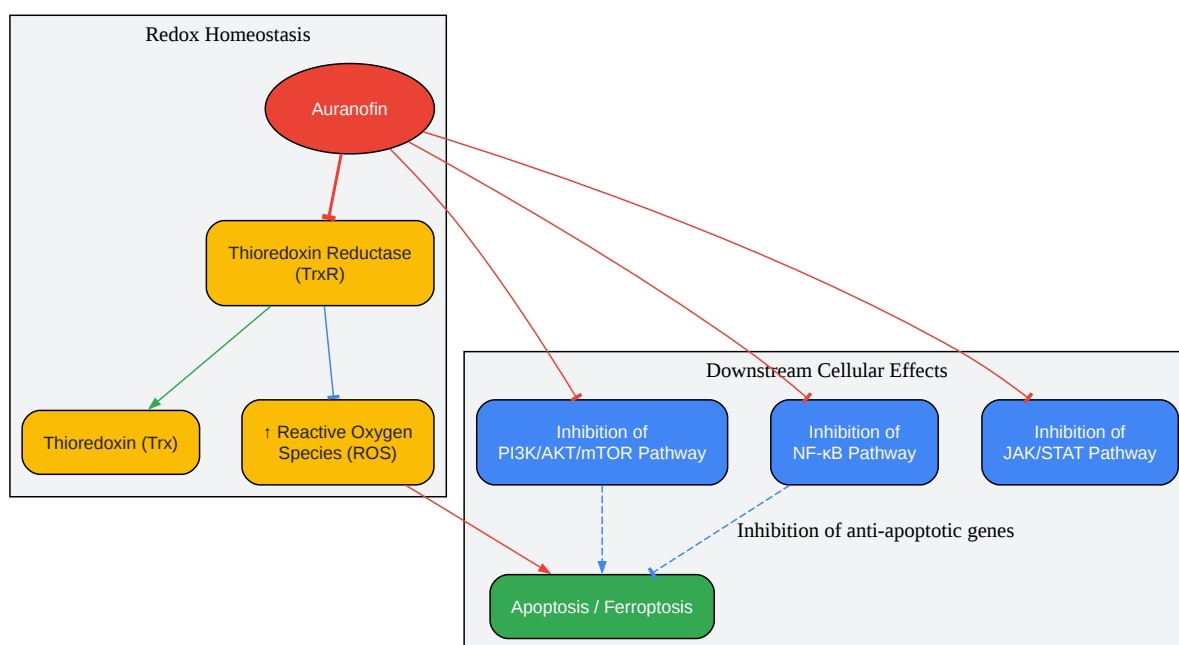 Redox Homeostasis
Auranofin
Thioredoxin Reductase
(TrxR)
Thioredoxin (Trx)
↑ Reactive Oxygen
Species (ROS)
Downstream Cellular Effects
Inhibition of
PI3K/AKT/mTOR Pathway
Inhibition of
NF-κB Pathway
Inhibition of
JAK/STAT Pathway
Inhibition of anti-apoptotic genes
Apoptosis / Ferroptosis